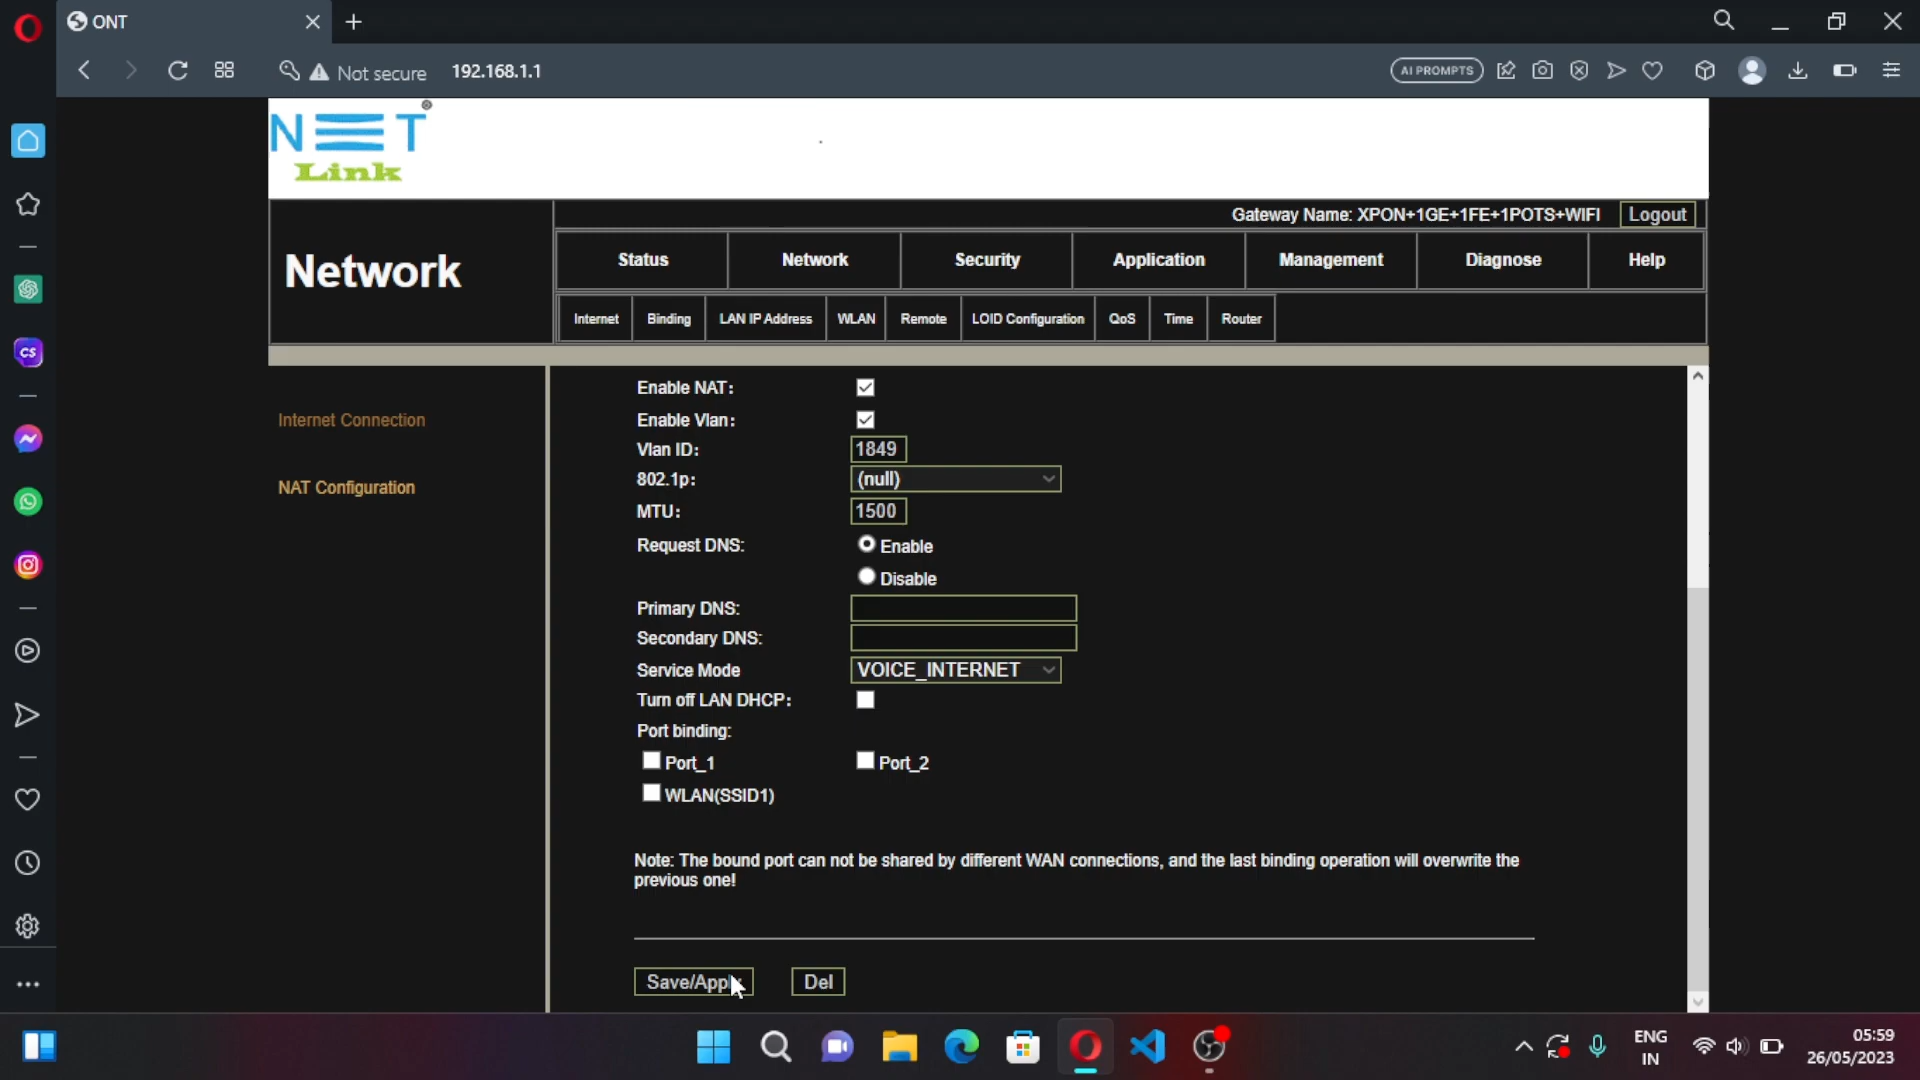 ONT
Not secure 192.168.1.1
AI PROMPTS
NET
Link
Gateway Name: XPON+1GE+1FE+1POTS+WIFI Logout
Network
Status Network Security Application Management Diagnose Help
Internet Binding LAN IP Address WLAN Remote LOID Configuration QoS Time Router
Internet Connection
NAT Configuration
Enable NAT:
Enable Vlan:
Vlan ID: 1849
802.1p: (null)
MTU: 1500
Request DNS: Enable
Disable
Primary DNS:
Secondary DNS:
Service Mode VOICE_INTERNET
Turn off LAN DHCP:
Port binding:
Port_1 Port_2
WLAN(SSID1)
Note: The bound port can not be shared by different WAN connections, and the last binding operation will overwrite the
previous one!
Save/Apply Del
CS
ENG
IN
05:59
26/05/2023